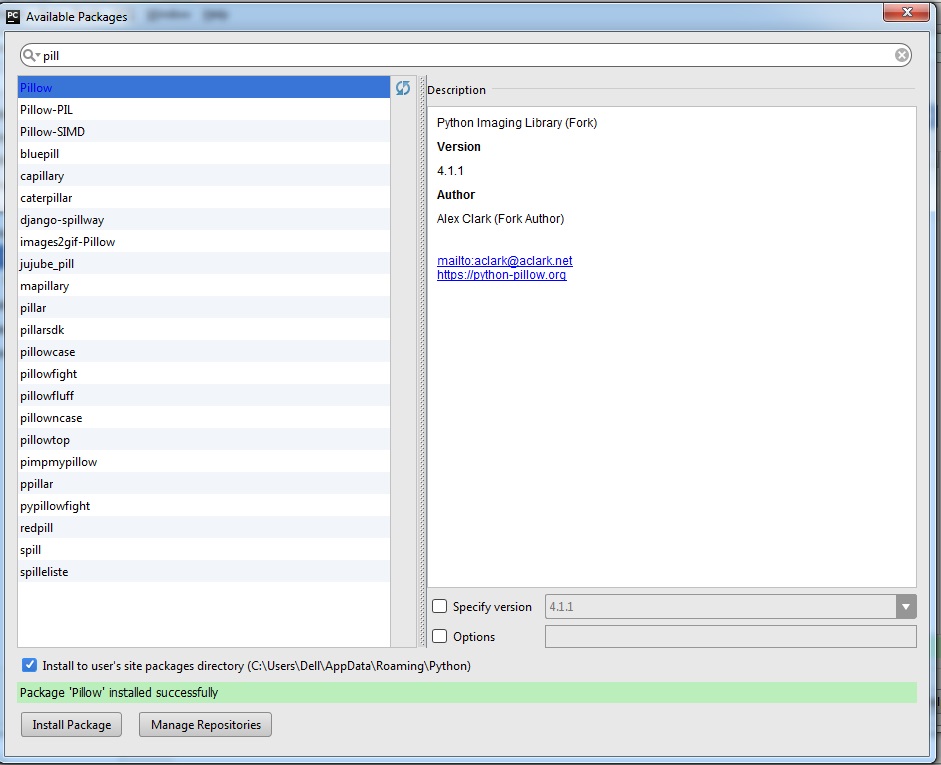 PC Available Packages
Window Help
pill
Pillow
Pillow-PIL
Pillow-SIMD
bluepill
capillary
caterpillar
django-spillway
images2gif-Pillow
jujube_pill
mapillary
pillar
pillarsdk
pillowcase
pillowfight
pillowfluff
pillowncase
pillowtop
pimpmypillow
ppillar
pypillowfight
redpill
spill
spilleliste
Description
Python Imaging Library (Fork)
Version
4.1.1
Author
Alex Clark (Fork Author)
mailto:aclark@aclark.net
https://python-pillow.org
Specify version 4.1.1
Options
Install to user's site packages directory (C:\Users\Dell\AppData\Roaming\Python)
Package 'Pillow' installed successfully
Install Package Manage Repositories